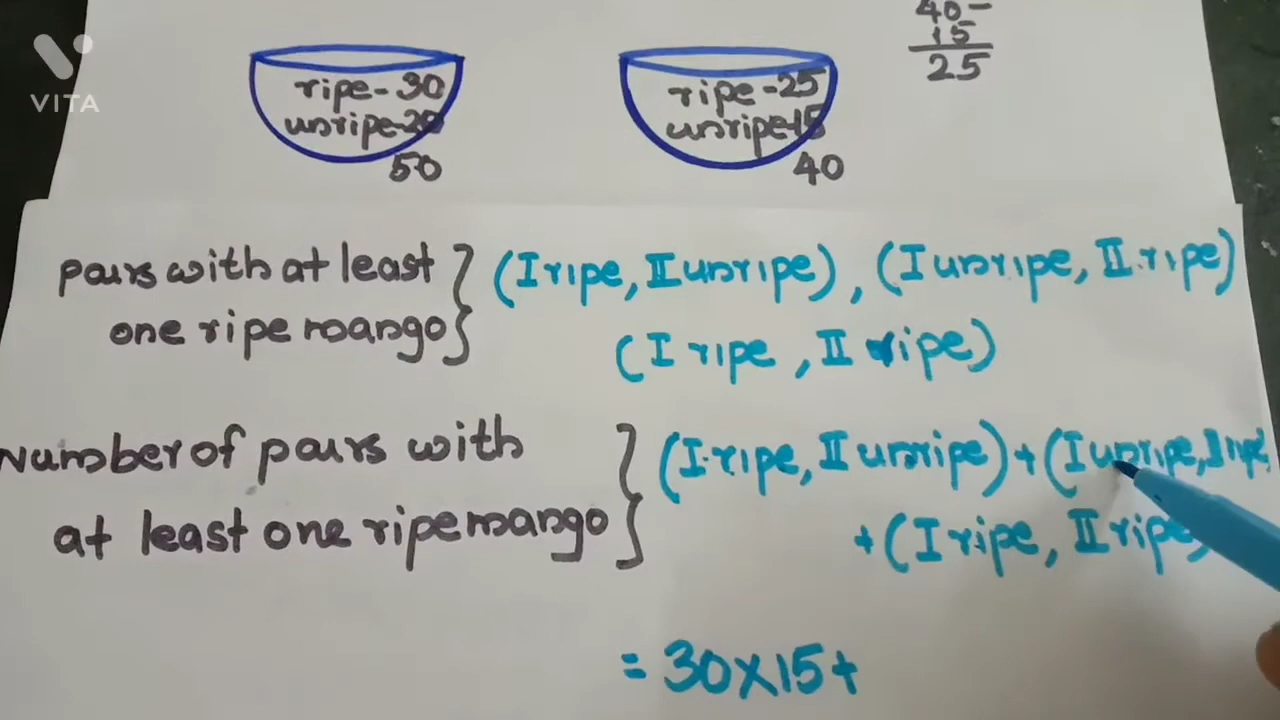 VITA
40-
15
25
ripe-30
unripe-20
50
ripe-25
unripe-15
40
pairs with at least
one ripe mango
(I ripe, II unripe), (I unripe, II ripe)
(I ripe, II ripe)
Number of pairs with
at least one ripe mango
(I ripe, II unripe) + (I unripe, II ripe
+ (I ripe, II ripe)
= 30x15+